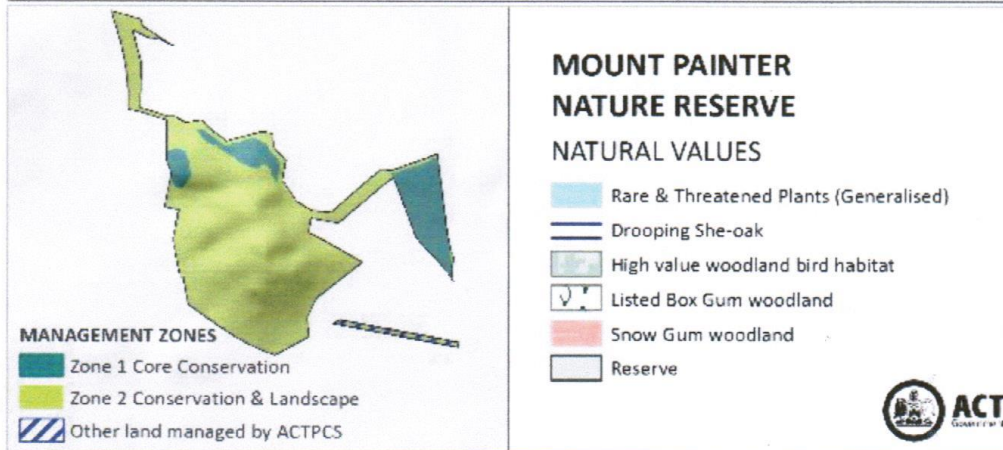 MANAGEMENT ZONES
Zone 1 Core Conservation
Zone 2 Conservation & Landscape
Other land managed by ACTPCS
MOUNT PAINTER
NATURE RESERVE
NATURAL VALUES
Rare & Threatened Plants (Generalised)
Drooping She-oak
High value woodland bird habitat
Listed Box Gum woodland
Snow Gum woodland
Reserve
ACT